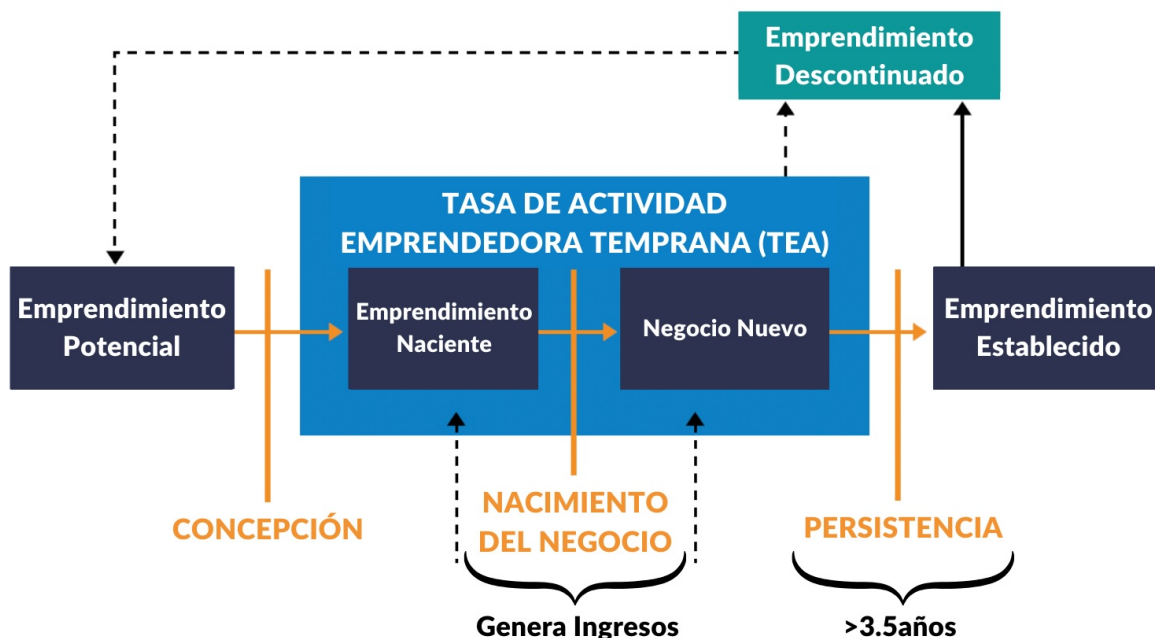 Emprendimiento
Descontinuado
TASA DE ACTIVIDAD
EMPRENDEDORA TEMPRANA (TEA)
Emprendimiento
Potencial
Emprendimiento
Naciente
Negocio Nuevo
Emprendimiento
Establecido
CONCEPCIÓN
NACIMIENTO
DEL NEGOCIO
PERSISTENCIA
Genera Ingresos
>3.5años